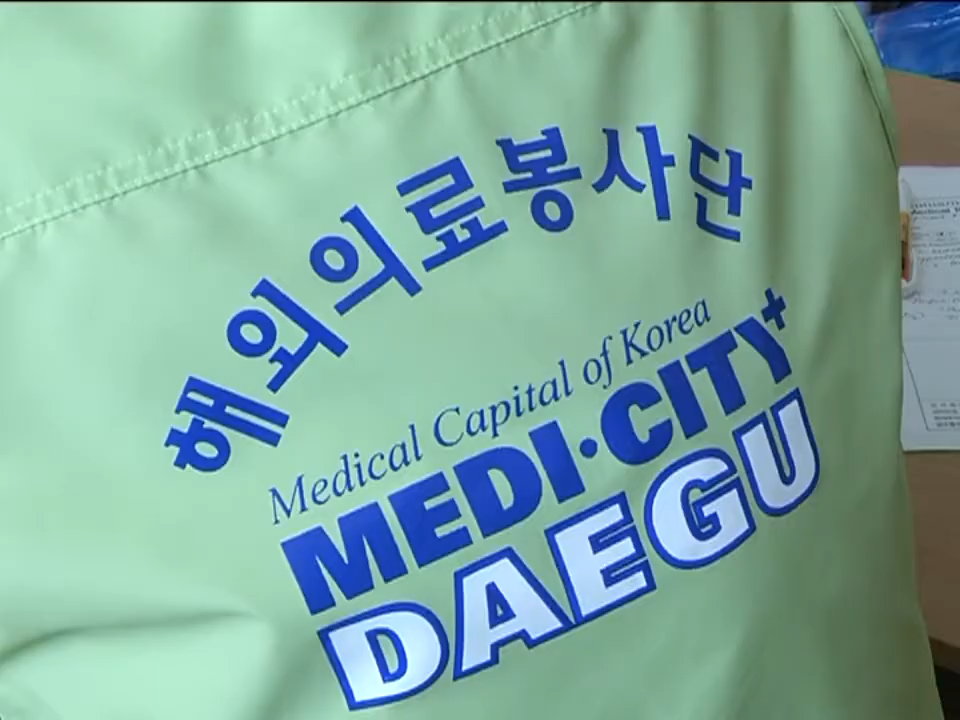 해외의료봉사단
Medical Capital of Korea
MEDI·CITY+
DAEGU